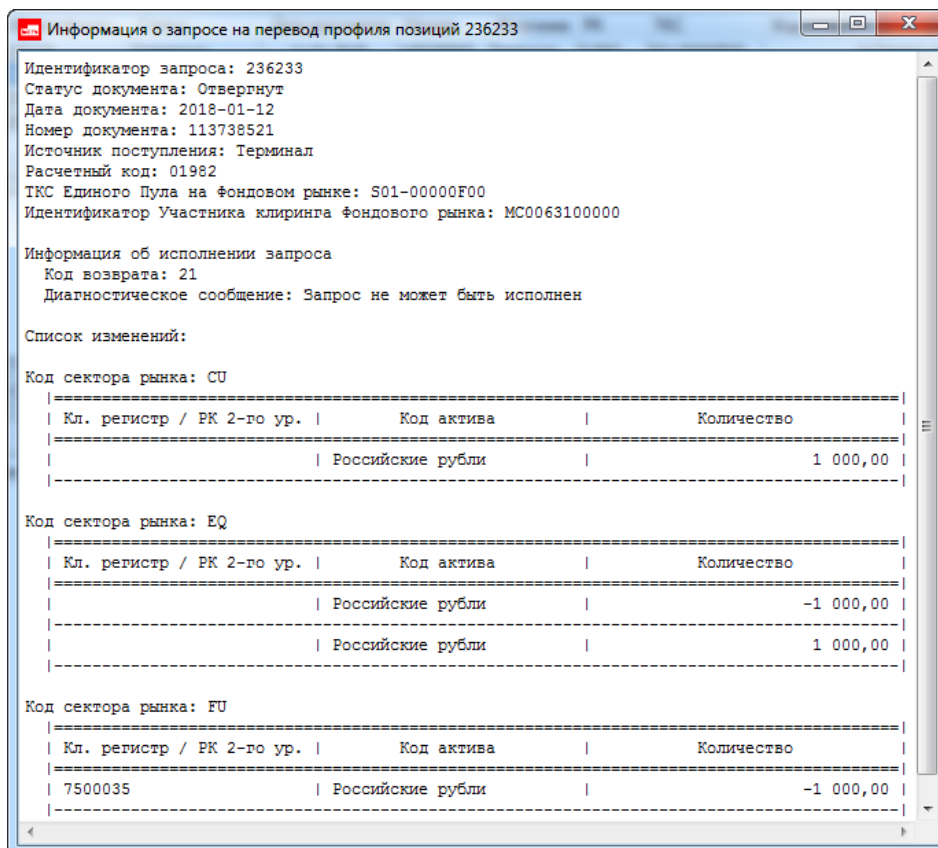 Информация о запросе на перевод профиля позиций 236233
Идентификатор запроса: 236233
Статус документа: Отвергнут
Дата документа: 2018-01-12
Номер документа: 113738521
Источник поступления: Терминал
Расчетный код: 01982
ТКС Единого Пула на Фондовом рынке: S01-00000F00
Идентификатор Участника клиринга Фондового рынка: MC0063100000
Информация об исполнении запроса
Код возврата: 21
Диагностическое сообщение: Запрос не может быть исполнен
Список изменений:
Код сектора рынка: CU
| Кл. регистр / РК 2-го ур. | Код актива | Количество |
| | Российские рубли | 1 000,00 |
Код сектора рынка: EQ
| Кл. регистр / РК 2-го ур. | Код актива | Количество |
| | Российские рубли | -1 000,00 |
| | Российские рубли | 1 000,00 |
Код сектора рынка: FU
| Кл. регистр / РК 2-го ур. | Код актива | Количество |
| 7500035 | Российские рубли | -1 000,00 |